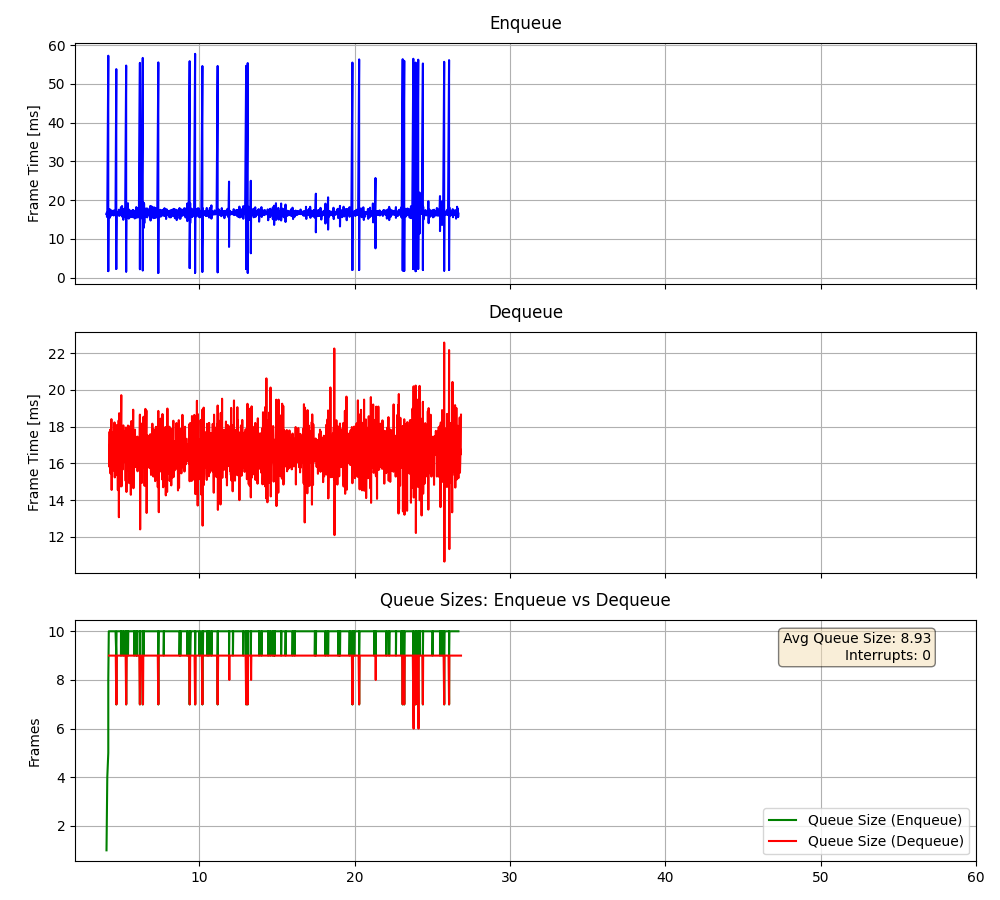 Enqueue
Frame Time [ms]
60
50
40
30
20
10
0
Dequeue
Frame Time [ms]
22
20
18
16
14
12
Queue Sizes: Enqueue vs Dequeue
Frames
10
8
6
4
2
Avg Queue Size: 8.93
Interrupts: 0
Queue Size (Enqueue)
Queue Size (Dequeue)
10
20
30
40
50
60